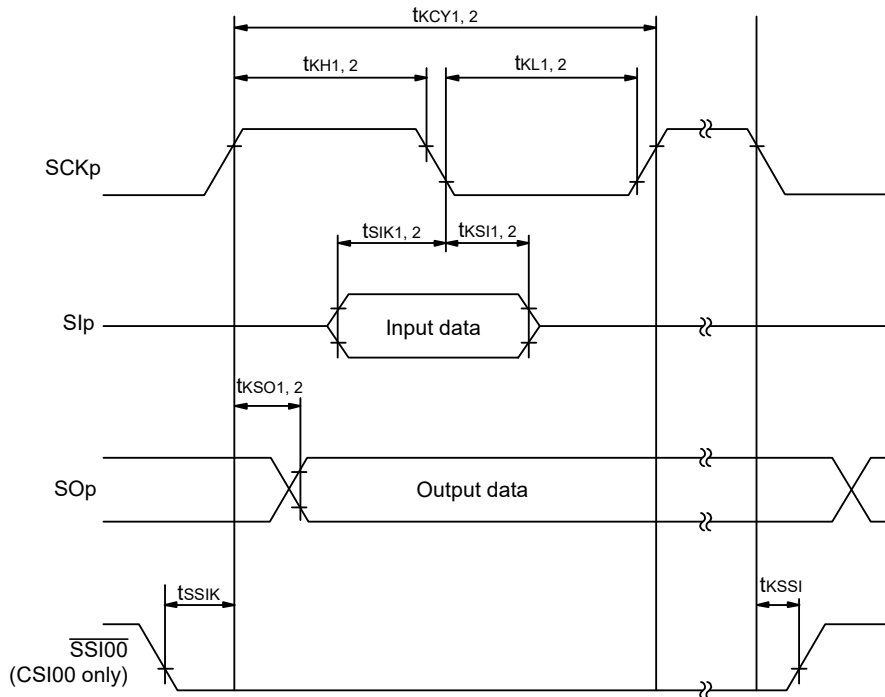 tKCY1, 2
tKH1, 2
tKL1, 2
SCKp
tSIK1, 2
tKSI1, 2
SIp
Input data
tKSO1, 2
SOp
Output data
tSSIK
tKSSI
SSI00
(CSI00 only)